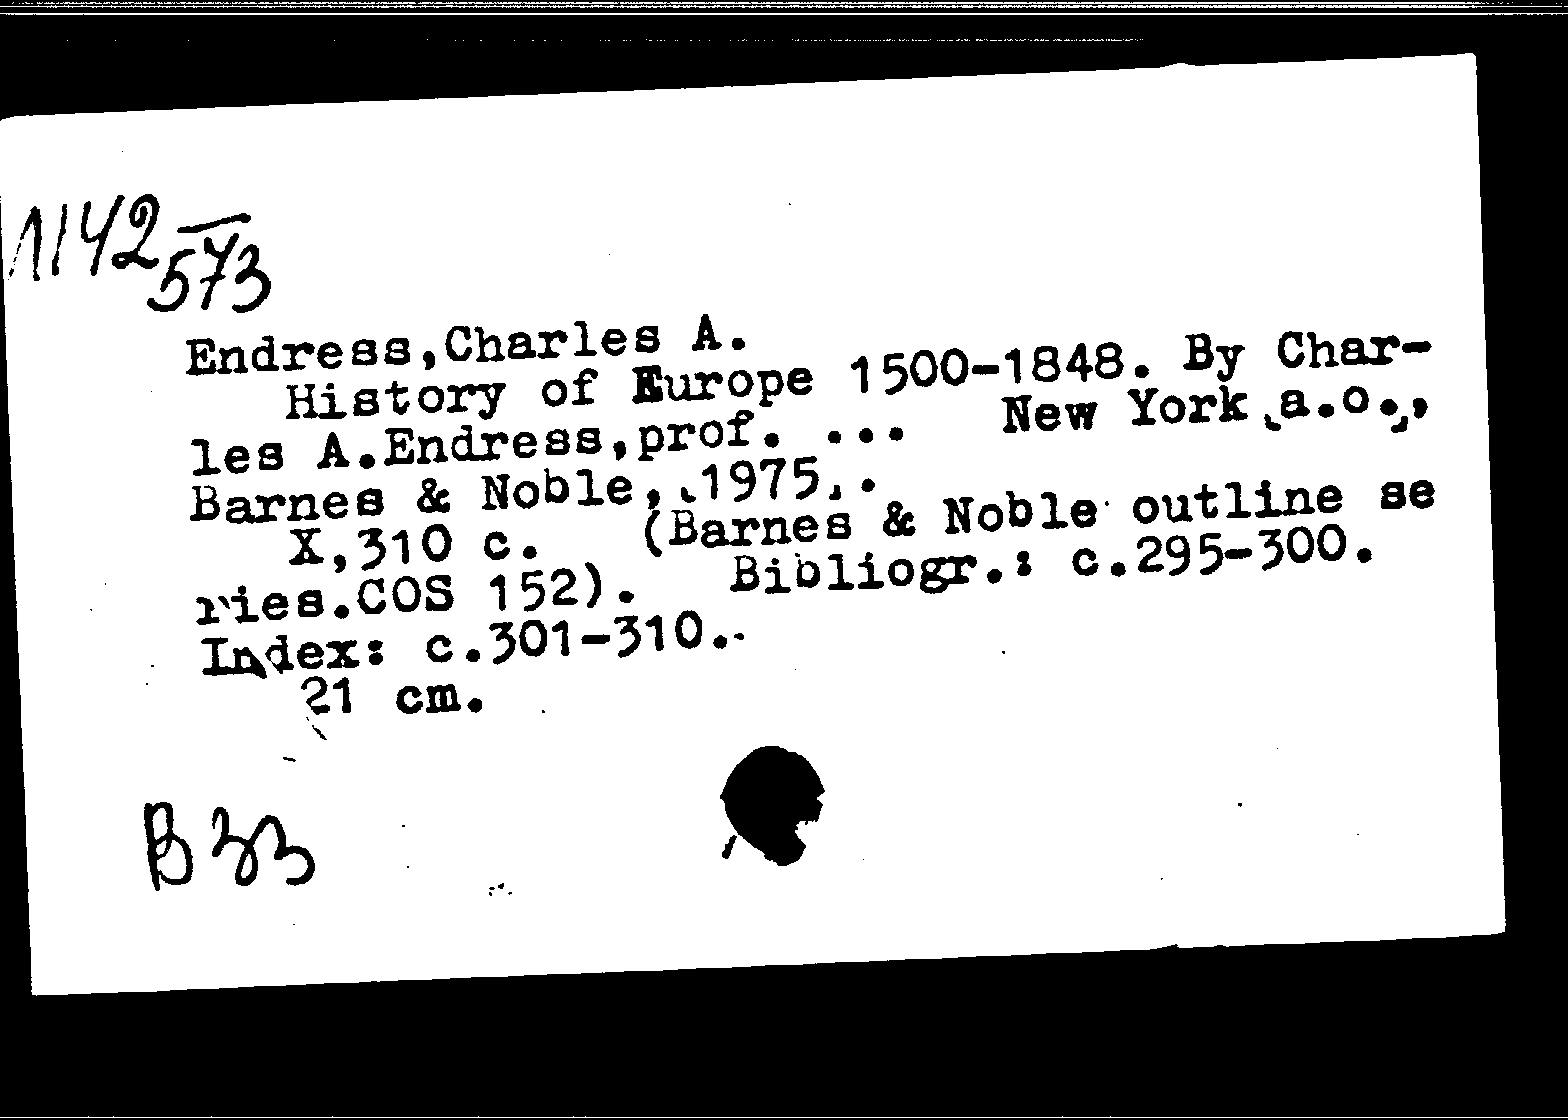 1142
573
Endress,Charles A.
History of Europe 1500-1848. By Char-
les A.Endress,prof. ... New York a.o.,
Barnes & Noble, 1975.
X,310 c. (Barnes & Noble outline se
ries.COS 152). Bibliogr.: c.295-300.
Index: c.301-310.-
21 cm.
B 33